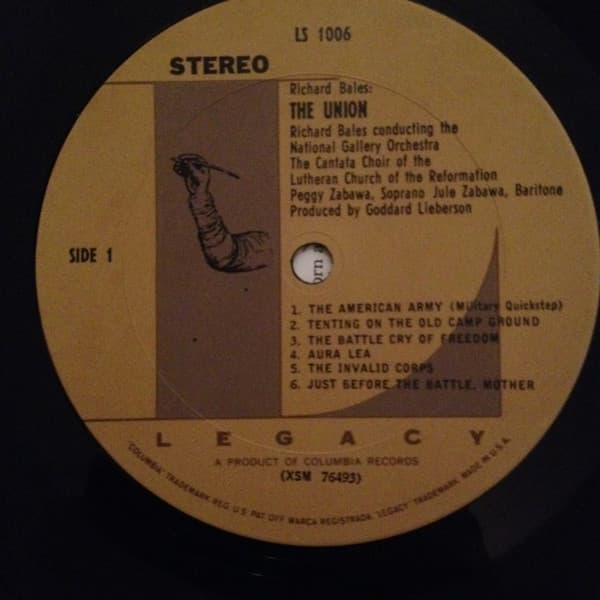 LS 1006
STEREO
Richard Bales:
THE UNION
Richard Bales conducting the
National Gallery Orchestra
The Cantata Choir of the
Lutheran Church of the Reformation
Peggy Zabawa, Soprano Jule Zabawa, Baritone
Produced by Goddard Lieberson
SIDE 1
orn a
1. THE AMERICAN ARMY (Military Quickstep)
2. TENTING ON THE OLD CAMP GROUND
3. THE BATTLE CRY OF FREEDOM
4. AURA LEA
5. THE INVALID CORPS
6. JUST BEFORE THE BATTLE, MOTHER
LEGACY
A PRODUCT OF COLUMBIA RECORDS
(XSM 76493)
"COLUMBIA" TRADEMARK REG. U.S. PAT. OFF. MARCA REGISTRADA. "LEGACY" TRADEMARK. MADE IN U.S.A.